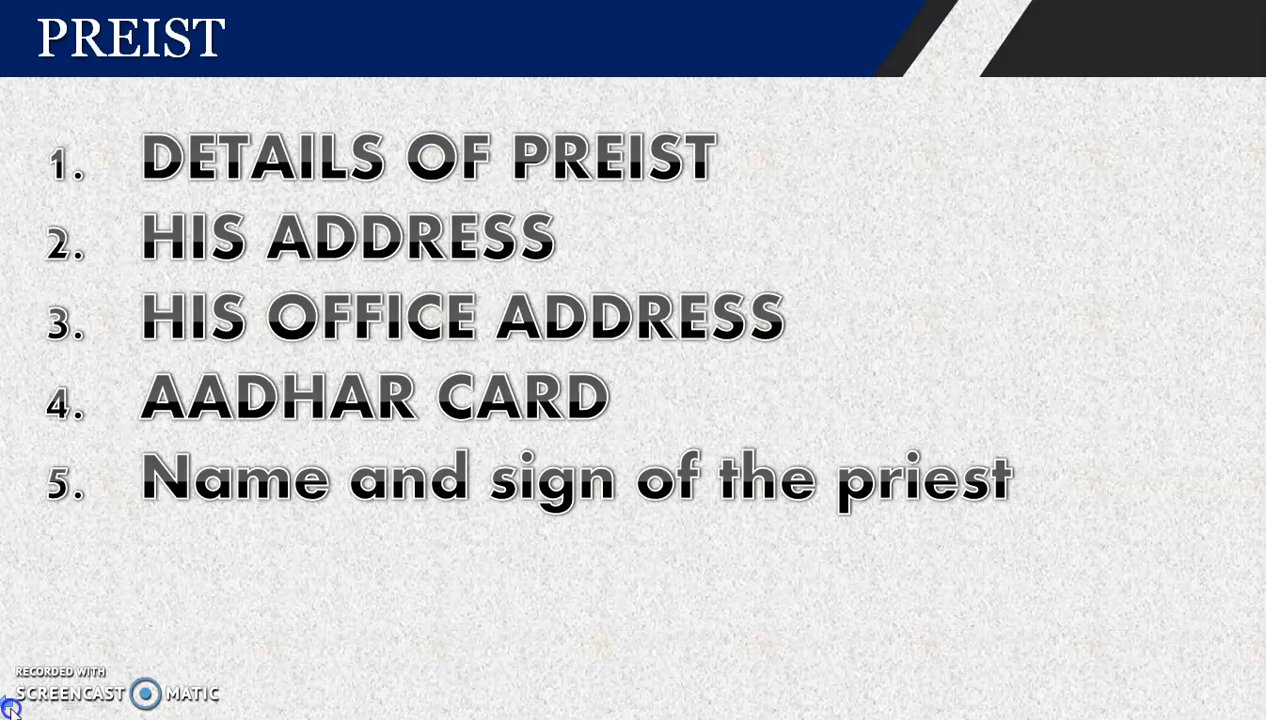 PREIST
1. DETAILS OF PREIST
2. HIS ADDRESS
3. HIS OFFICE ADDRESS
4. AADHAR CARD
5. Name and sign of the priest
RECORDED WITH
SCREENCAST MATIC